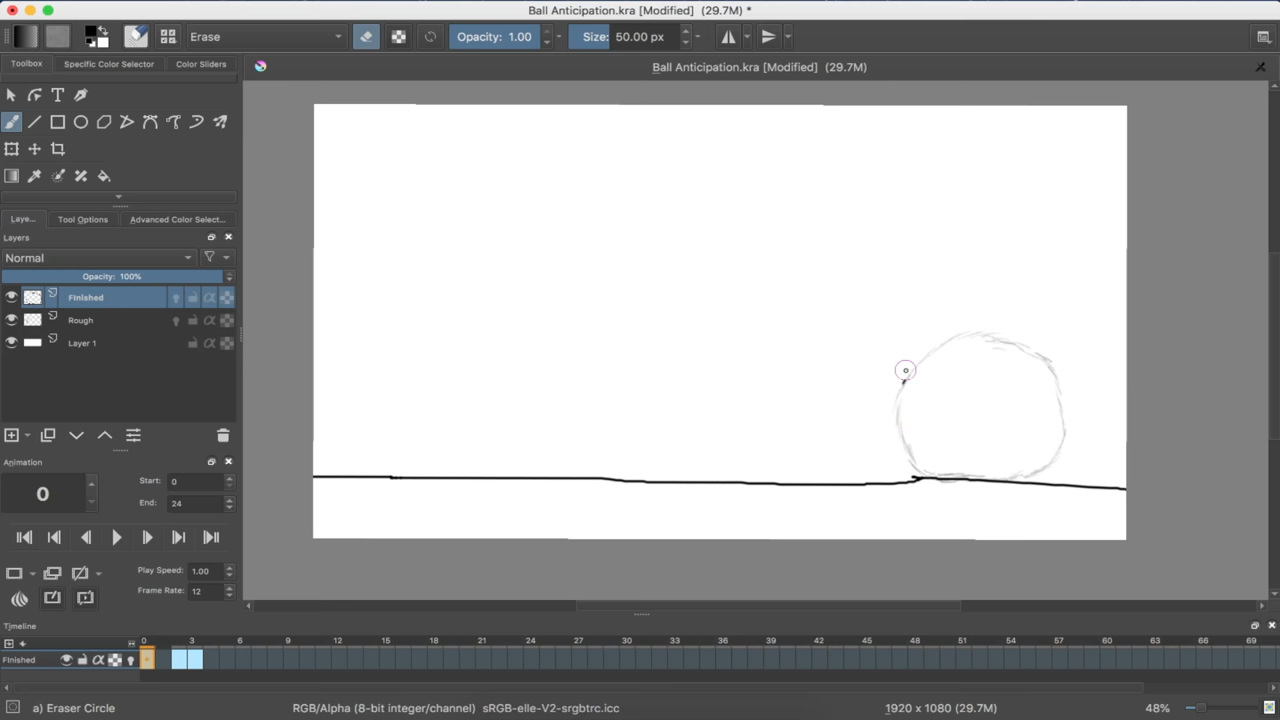 Ball Anticipation.kra [Modified] (29.7M) *
Erase
Opacity: 1.00
Size: 50.00 px
Toolbox
Specific Color Selector
Color Sliders
Ball Anticipation.kra [Modified] (29.7M)
T
Laye...
Tool Options
Advanced Color Select...
Layers
Normal
Opacity: 100%
Finished
Rough
Layer 1
Animation
0
Start: 0
End: 24
Play Speed: 1.00
Frame Rate: 12
Timeline
0 3 6 9 12 15 18 21 24 27 30 33 36 39 42 45 48 51 54 57 60 63 66 69
Finished
a) Eraser Circle
RGB/Alpha (8-bit integer/channel) sRGB-elle-V2-srgbtrc.icc
1920 x 1080 (29.7M)
48%